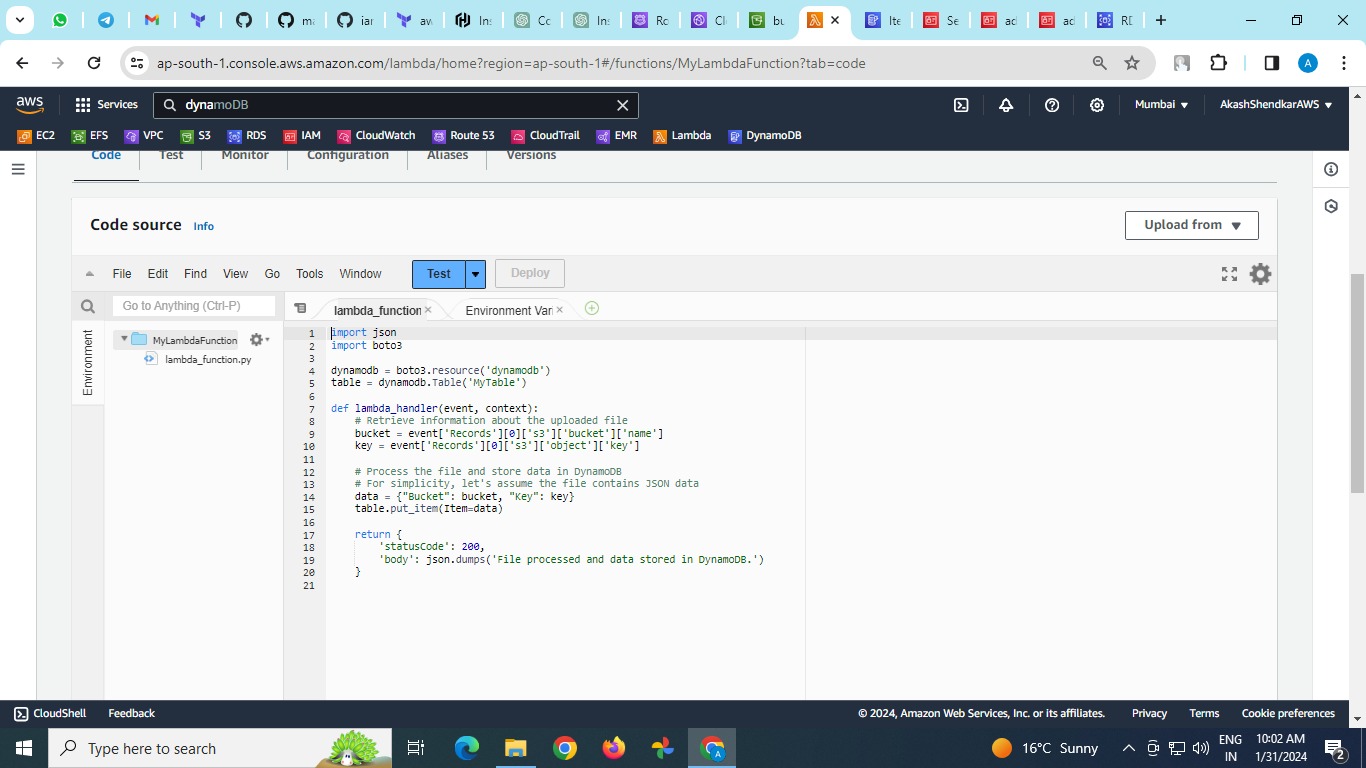 m
iar
av
In:
Cc
In:
Rc
Cl
bu
Ite
Se
ad
ad
RI
ap-south-1.console.aws.amazon.com/lambda/home?region=ap-south-1#/functions/MyLambdaFunction?tab=code
A
aws
Services
dynamoDB
Mumbai
AkashShendkarAWS
EC2 EFS VPC S3 RDS IAM CloudWatch Route 53 CloudTrail EMR Lambda DynamoDB
Code Test Monitor Configuration Aliases Versions
Code source Info
Upload from
File Edit Find View Go Tools Window Test Deploy
Go to Anything (Ctrl-P)
lambda_function
Environment Var
Environment
MyLambdaFunction
lambda_function.py
1 import json
2 import boto3
3
4 dynamodb = boto3.resource('dynamodb')
5 table = dynamodb.Table('MyTable')
6
7 def lambda_handler(event, context):
8 # Retrieve information about the uploaded file
9 bucket = event['Records'][0]['s3']['bucket']['name']
10 key = event['Records'][0]['s3']['object']['key']
11
12 # Process the file and store data in DynamoDB
13 # For simplicity, let's assume the file contains JSON data
14 data = {"Bucket": bucket, "Key": key}
15 table.put_item(Item=data)
16
17 return {
18 'statusCode': 200,
19 'body': json.dumps('File processed and data stored in DynamoDB.')
20 }
21
CloudShell Feedback
© 2024, Amazon Web Services, Inc. or its affiliates. Privacy Terms Cookie preferences
Type here to search
16°C Sunny
ENG
IN
10:02 AM
1/31/2024
2